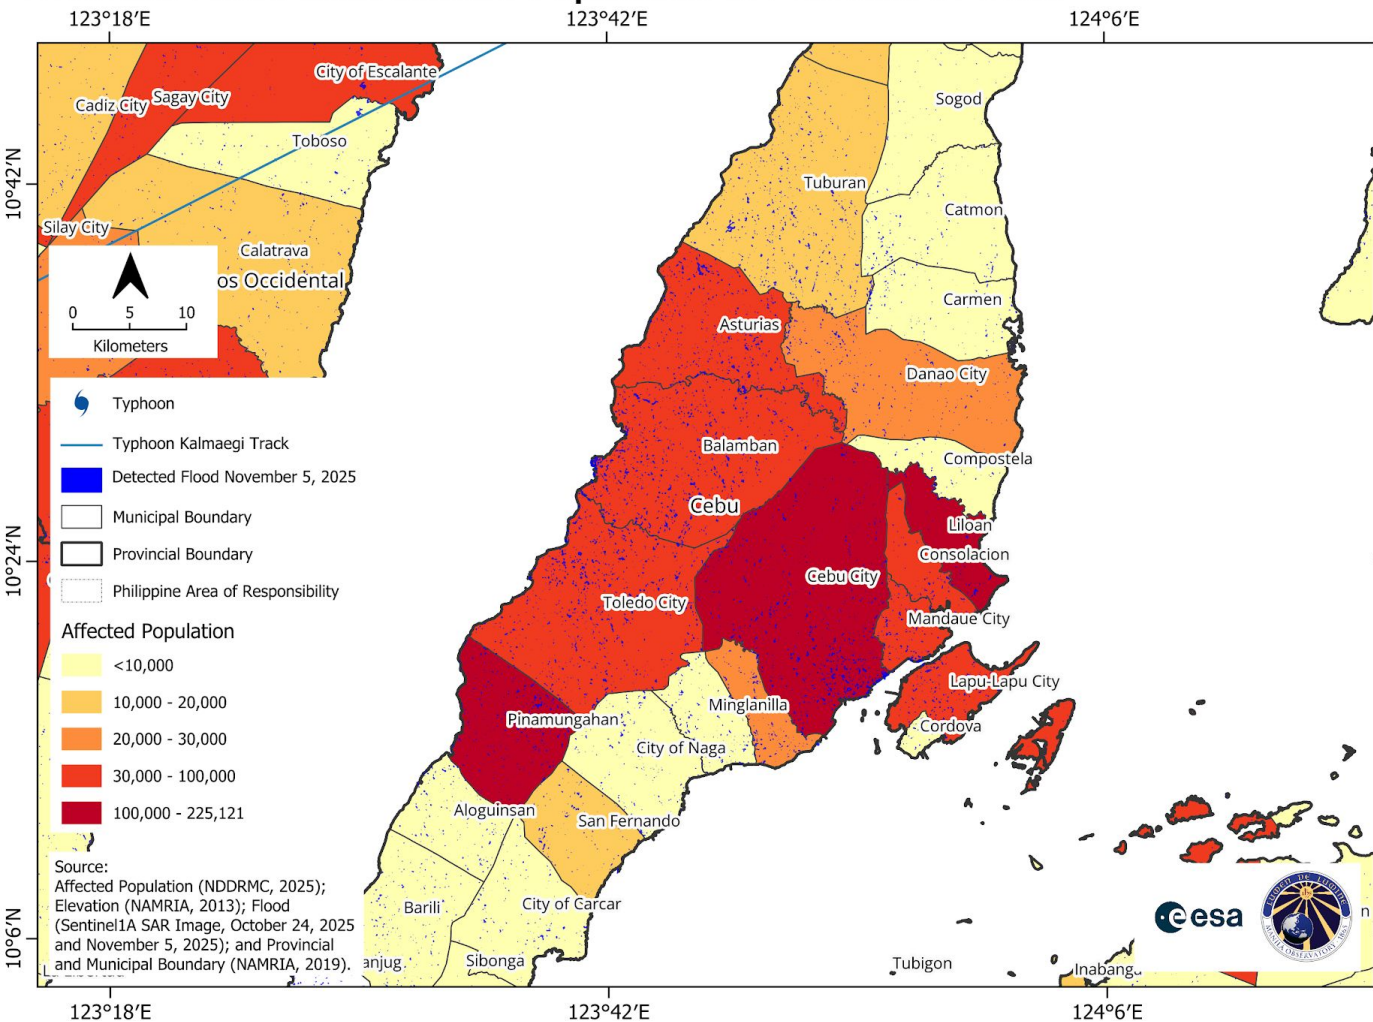 123°18′E
123°42′E
124°6′E
City of Escalante
Cadiz City
Sagay City
Sogod
Toboso
10°42′N
Tuburan
Catmon
Silay City
Calatrava
os Occidental
Carmen
0 5 10
Kilometers
Asturias
Danao City
Typhoon
Typhoon Kalmaegi Track
Balamban
Compostela
Detected Flood November 5, 2025
Cebu
Municipal Boundary
Liloan
Provincial Boundary
Consolacion
10°24′N
Cebu City
Philippine Area of Responsibility
Toledo City
Mandaue City
Affected Population
<10,000
Lapu-Lapu City
10,000 - 20,000
Minglanilla
Pinamungahan
Cordova
20,000 - 30,000
City of Naga
30,000 - 100,000
100,000 - 225,121
Aloguinsan
San Fernando
Source:
Affected Population (NDDRMC, 2025);
Elevation (NAMRIA, 2013); Flood
(Sentinel1A SAR Image, October 24, 2025
and November 5, 2025); and Provincial
and Municipal Boundary (NAMRIA, 2019).
Barili
City of Carcar
esa
LUMEN DE LUMINE
MANILA OBSERVATORY 1865
10°6′N
anjug
Sibonga
Tubigon
Inabanga
123°18′E
123°42′E
124°6′E